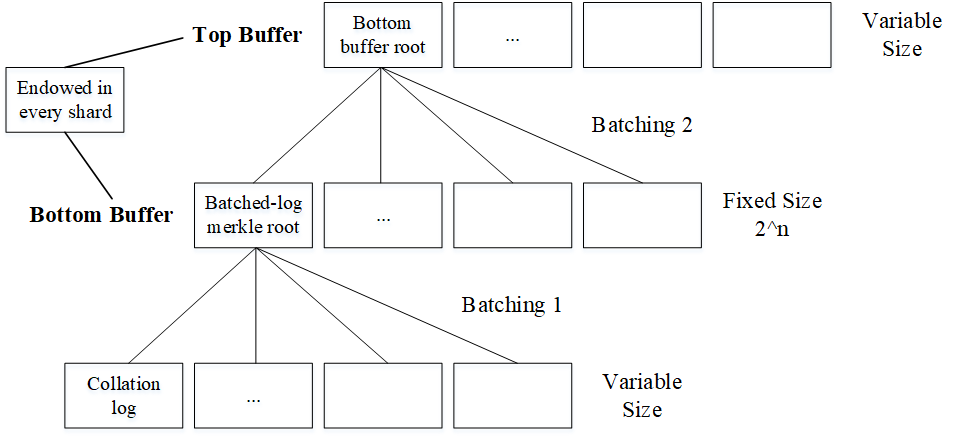 Top Buffer
Bottom
buffer root
...
Variable
Size
Endowed in
every shard
Batching 2
Bottom Buffer
Batched-log
merkle root
...
Fixed Size
2^n
Batching 1
Collation
log
...
Variable
Size